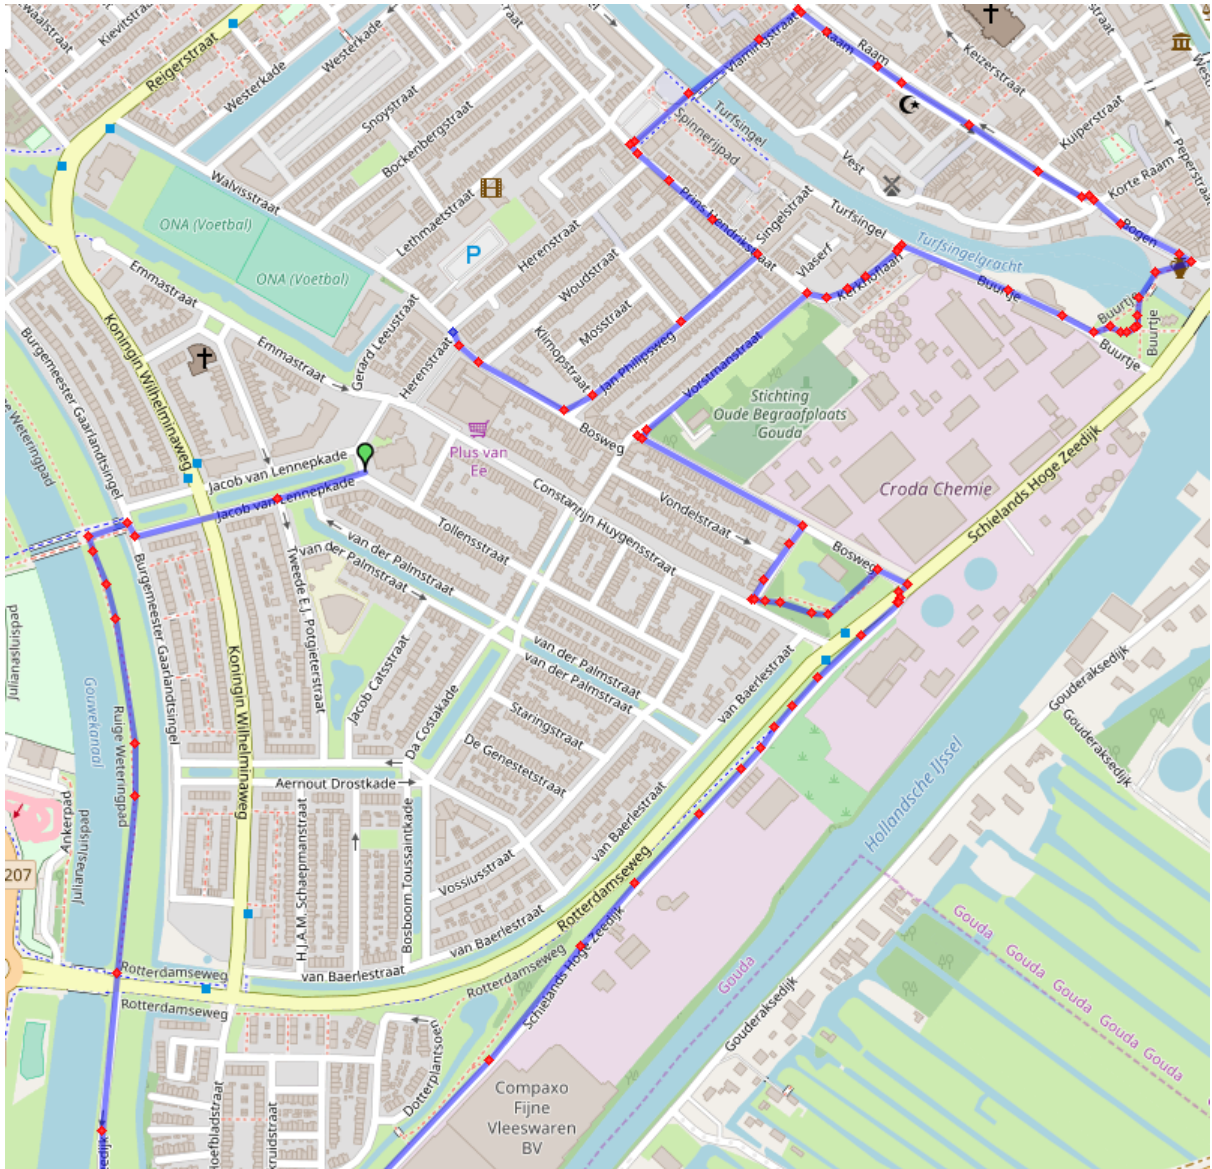 Kievitstraat
Reigerstraat
Westerkade
Westerkade
Snoystraat
Bockenbergstraat
Walvisstraat
Lethmaetstraat
ONA (Voetbal)
ONA (Voetbal)
Vlamingstraat
Raam
Raam
Keizerstraat
Kuiperstraat
Peperstraat
Korte Raam
Bogen
Turfsingel
Spinnerijpad
Vest
Turfsingel
Turfsingelgracht
Singelstraat
Prins Hendrikstraat
Vlaserf
Kerkhoflaan
Buurtje
Buurtje
Buurtje
Buurtje
P
Herenstraat
Woudstraat
Mosstraat
Klimopstraat
Jan Philipsweg
Vorstmanstraat
Emmastraat
Emmastraat
Gerard Leeustraat
Herenstraat
Burgemeester Gaarlandtsingel
Koningin Wilhelminaweg
Stichting
Oude Begraafplaats
Gouda
Schielands Hoge Zeedijk
Croda Chemie
Bosweg
Plus van
Ee
Jacob van Lennepkade
Jacob van Lennepkade
Constantijn Huygensstraat
Vondelstraat
Bosweg
Tollensstraat
van der Palmstraat
van der Palmstraat
Tweede E.J. Potgieterstraat
Burgemeester Gaarlandtsingel
Julianasluispad
Gouwekanaal
Ruige Weteringpad
Koningin Wilhelminaweg
Jacob Catsstraat
Da Costakade
van der Palmstraat
van der Palmstraat
Staringstraat
De Genestetstraat
van Baerlestraat
Gouderaksedijk
Gouderaksedijk
Hollandsche IJssel
Aernout Drostkade
Ankerpad
Julianasluispad
207
H.J.A.M. Schaepmanstraat
Bosboom Toussaintkade
Vossiusstraat
van Baerlestraat
van Baerlestraat
van Baerlestraat
Rotterdamseweg
Rotterdamseweg
Rotterdamseweg
Rotterdamseweg
Schielands Hoge Zeedijk
Gouda
Gouda
Gouda
Gouda
Gouda
Gouda
Gouderaksedijk
Dotterplantsoen
Compaxo
Fijne
Vleeswaren
BV